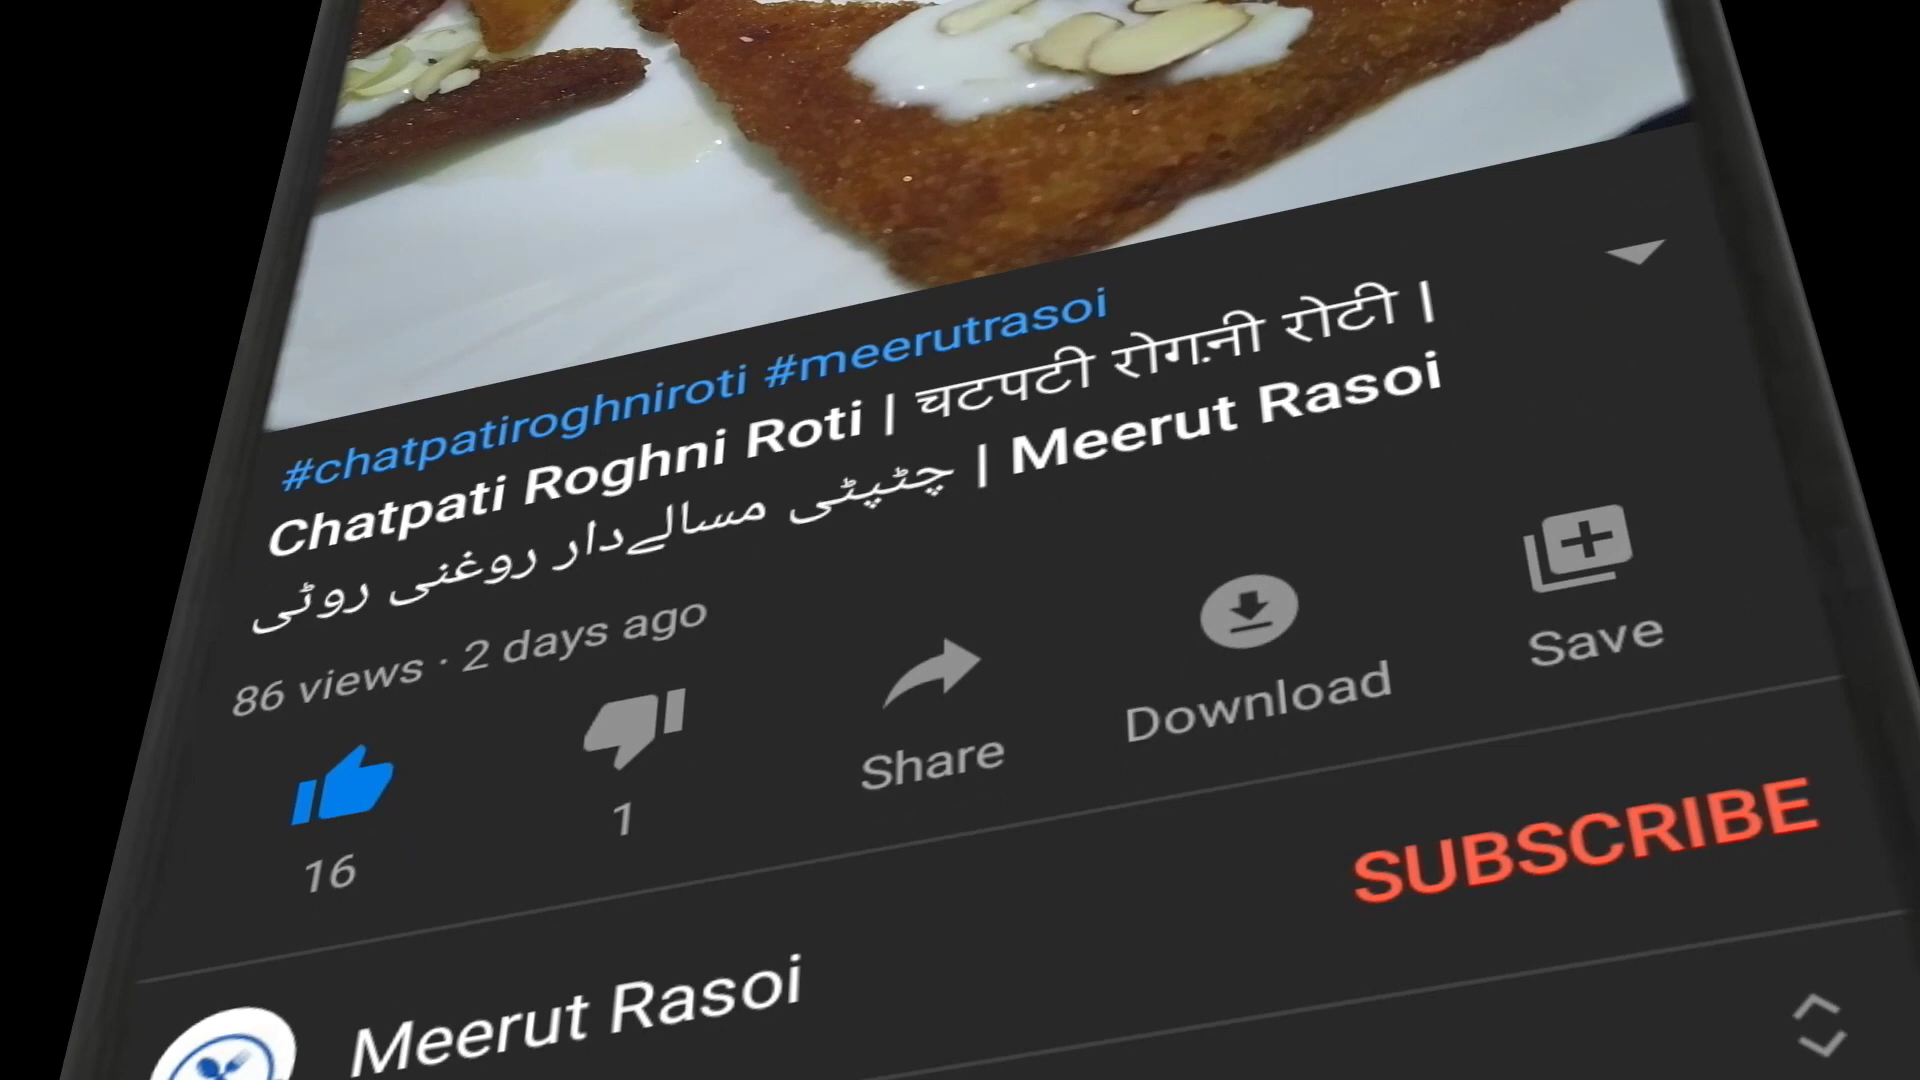 #chatpatiroghniroti #meerutrasoi
Chatpati Roghni Roti | चटपटी रोगऩी रोटी |
چٹپٹی مسالےدار روغنی روٹی | Meerut Rasoi
86 views · 2 days ago
16
1
Share
Download
Save
SUBSCRIBE
Meerut Rasoi